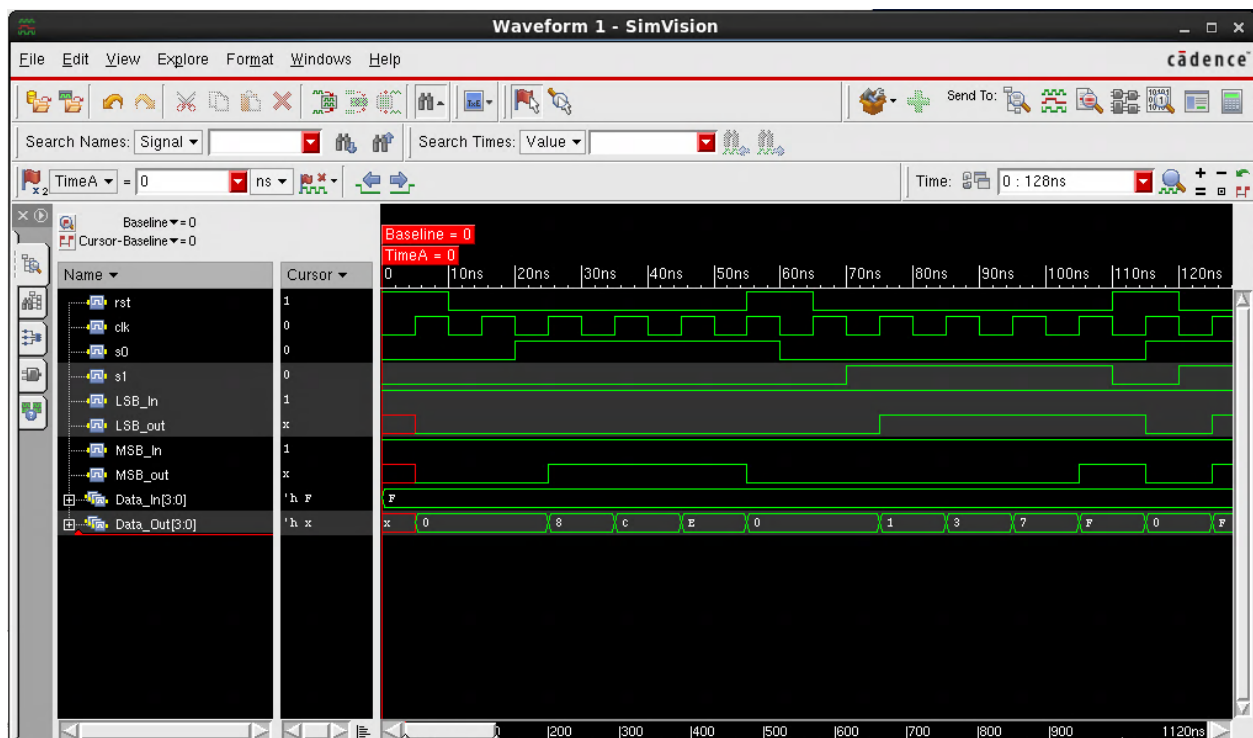 Waveform 1 - SimVision
File Edit View Explore Format Windows Help cādence
Send To:
Search Names: Signal Search Times: Value
x2 TimeA = 0 ns Time: 0 : 128ns
Baseline = 0
Cursor-Baseline = 0
Baseline = 0
TimeA = 0
Name Cursor 0 10ns 20ns 30ns 40ns 50ns 60ns 70ns 80ns 90ns 100ns 110ns 120ns
rst 1
clk 0
s0 0
s1 0
LSB_In 1
LSB_out x
MSB_In 1
MSB_out x
Data_In[3:0] 'h F F
Data_Out[3:0] 'h x x 0 8 C E 0 1 3 7 F 0 F
200 300 400 500 600 700 800 900 1120ns